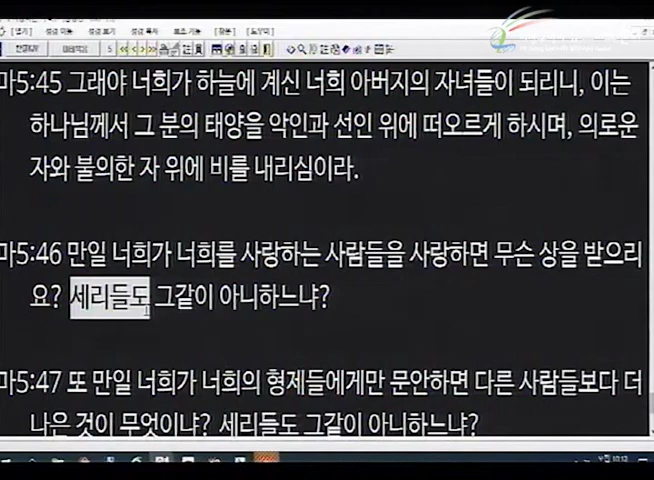 마5:45 그래야 너희가 하늘에 계신 너희 아버지의 자녀들이 되리니, 이는
하나님께서 그 분의 태양을 악인과 선인 위에 떠오르게 하시며, 의로운
자와 불의한 자 위에 비를 내리심이라.
마5:46 만일 너희가 너희를 사랑하는 사람들을 사랑하면 무슨 상을 받으리
요? 세리들도 그같이 아니하느냐?
마5:47 또 만일 너희가 너희의 형제들에게만 문안하면 다른 사람들보다 더
나은 것이 무엇이냐? 세리들도 그같이 아니하느냐?